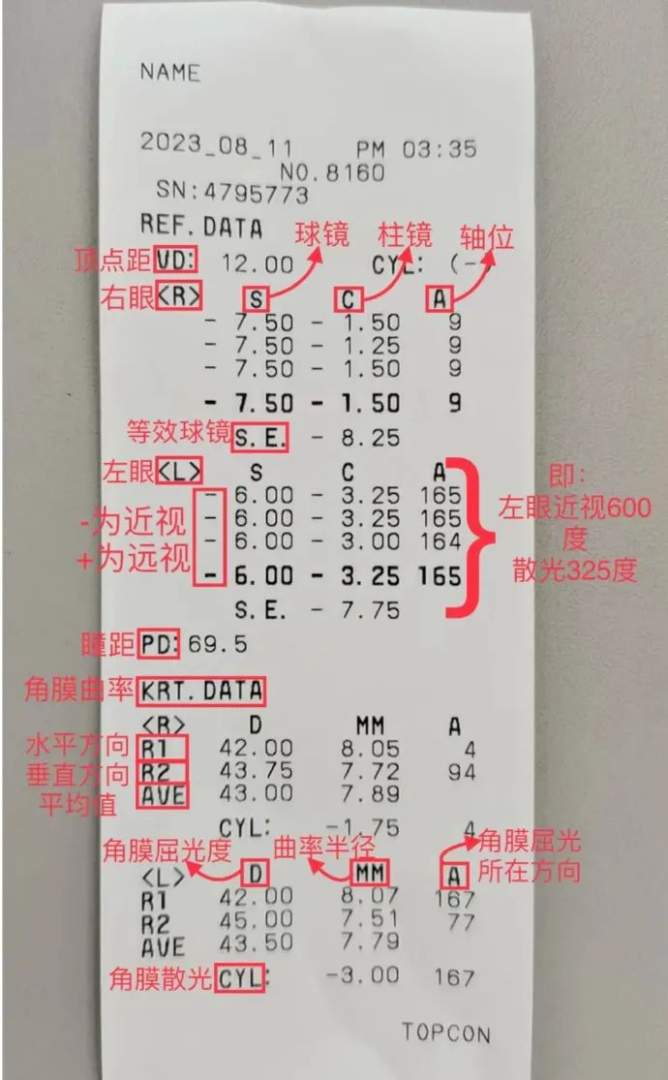 NAME
2023_08_11 PM 03:35
NO.8160
SN:4795773
REF.DATA
球镜 柱镜 轴位
顶点距 VD: 12.00 CYL: (-)
右眼 <R> S C A
- 7.50 - 1.50 9
- 7.50 - 1.25 9
- 7.50 - 1.50 9
- 7.50 - 1.50 9
等效球镜 S.E. - 8.25
左眼 <L> S C A
- 6.00 - 3.25 165
- 6.00 - 3.25 165
- 6.00 - 3.00 164
- 6.00 - 3.25 165
-为近视
+为远视
即:
左眼近视600
度
散光325度
S.E. - 7.75
瞳距 PD: 69.5
角膜曲率 KRT.DATA
<R> D MM A
水平方向 R1 42.00 8.05 4
垂直方向 R2 43.75 7.72 94
平均值 AVE 43.00 7.89
CYL: -1.75 4
角膜屈光度 曲率半径 角膜屈光
所在方向
<L> D MM A
R1 42.00 8.07 167
R2 45.00 7.51 77
AVE 43.50 7.79
角膜散光 CYL: -3.00 167
TOPCON